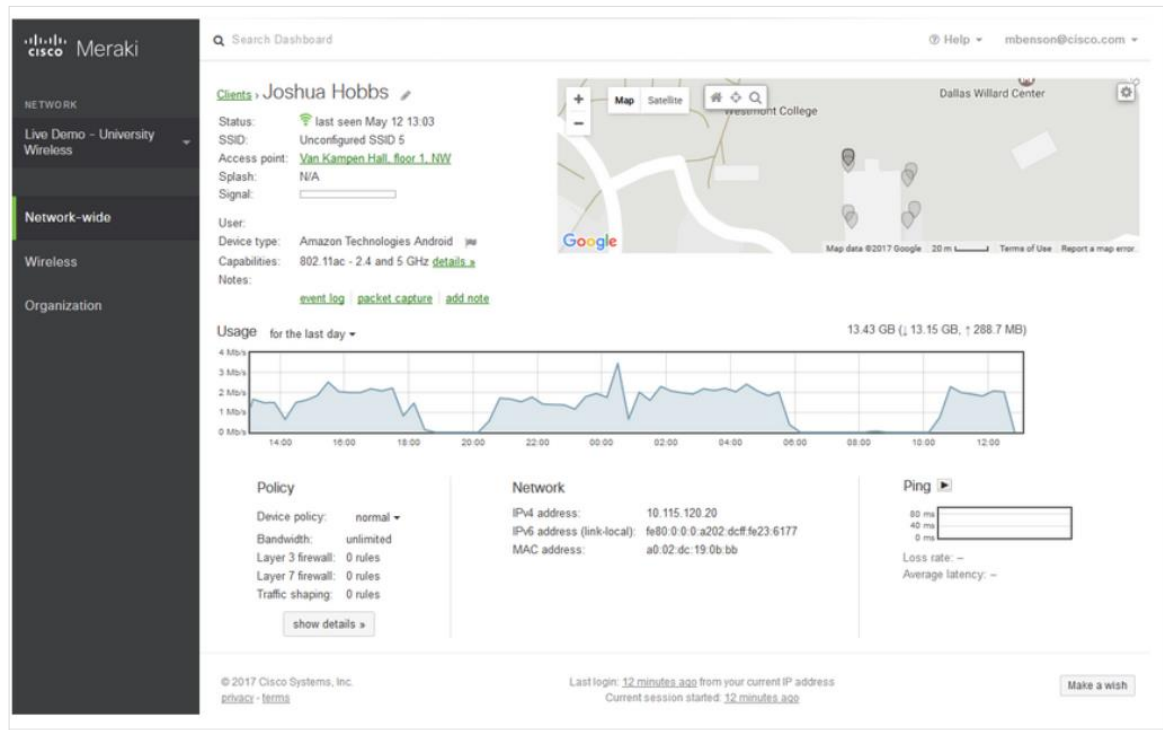 cisco Meraki
Search Dashboard
Help
mbenson@cisco.com
NETWORK
Live Demo - University
Wireless
Network-wide
Wireless
Organization
Clients › Joshua Hobbs
Status: last seen May 12 13:03
SSID: Unconfigured SSID 5
Access point: Van Kampen Hall, floor 1, NW
Splash: N/A
Signal:
User:
Device type: Amazon Technologies Android
Capabilities: 802.11ac - 2.4 and 5 GHz details »
Notes:
event log packet capture add note
+ Map Satellite
−
Westmont College
Dallas Willard Center
Google
Map data ©2017 Google 20 m Terms of Use Report a map error
Usage for the last day
13.43 GB (↓ 13.15 GB, ↑ 288.7 MB)
4 Mb/s
3 Mb/s
2 Mb/s
1 Mb/s
0 Mb/s
14:00 16:00 18:00 20:00 22:00 00:00 02:00 04:00 06:00 08:00 10:00 12:00
Policy
Device policy: normal
Bandwidth: unlimited
Layer 3 firewall: 0 rules
Layer 7 firewall: 0 rules
Traffic shaping: 0 rules
show details »
Network
IPv4 address: 10.115.120.20
IPv6 address (link-local): fe80:0:0:0:a202:dcff:fe23:6177
MAC address: a0:02:dc:19:0b:bb
Ping
80 ms
40 ms
0 ms
Loss rate: –
Average latency: –
© 2017 Cisco Systems, Inc.
privacy - terms
Last login: 12 minutes ago from your current IP address
Current session started: 12 minutes ago
Make a wish